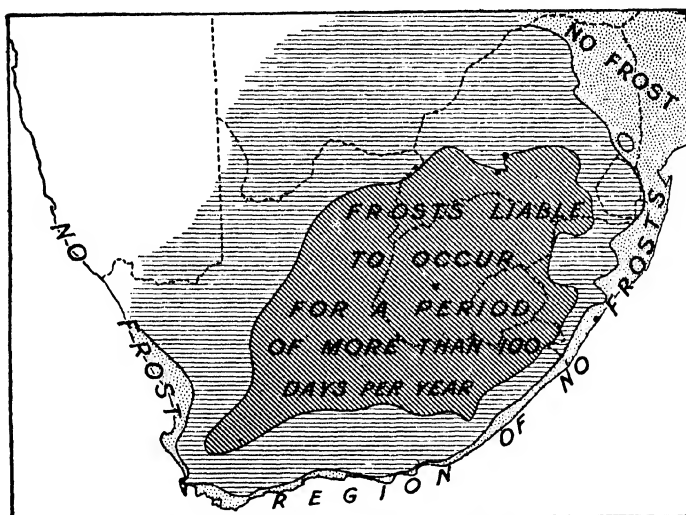 NO FROST
FROSTS LIABLE
TO OCCUR
FOR A PERIOD
OF MORE THAN 100
DAYS PER YEAR
NO FROST
REGION OF NO FROSTS